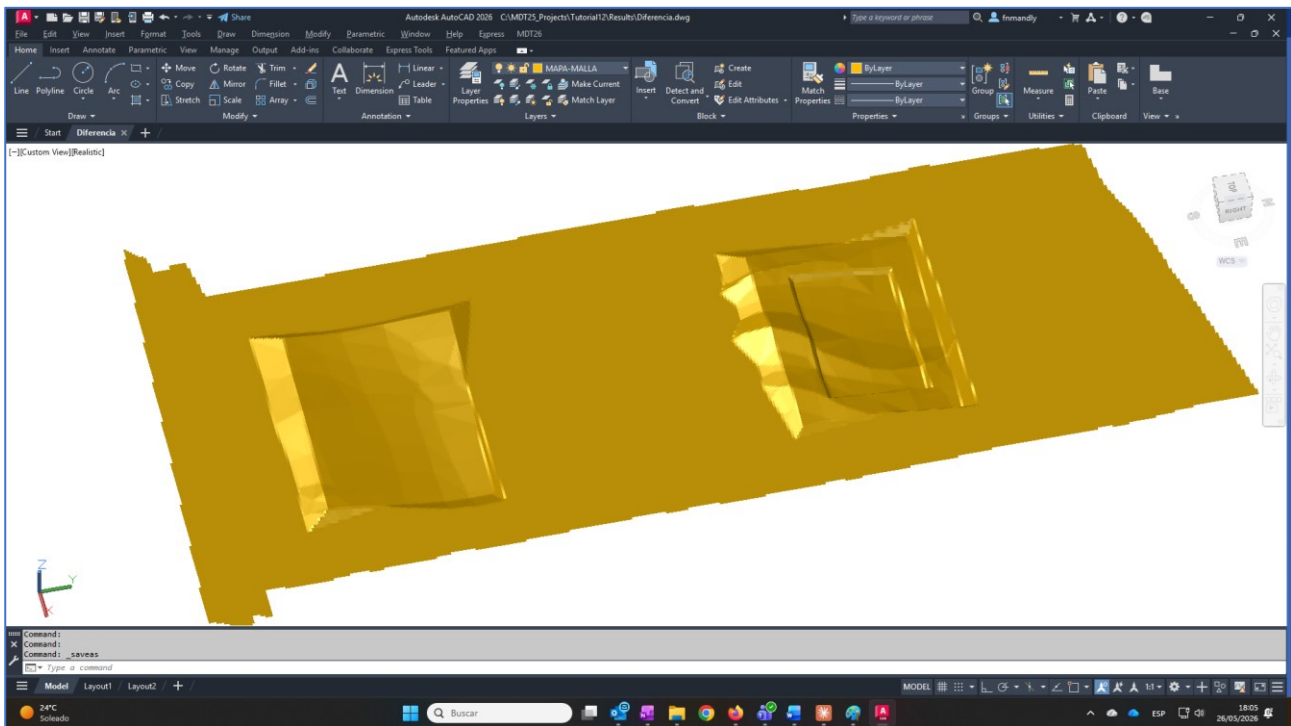 Share
Autodesk AutoCAD 2026 C:\MDT25_Projects\Tutorial12\Results\Diferencia.dwg
Type a keyword or phrase
fnmandly
File Edit View Insert Format Tools Draw Dimension Modify Parametric Window Help Express MDT26
Home Insert Annotate Parametric View Manage Output Add-ins Collaborate Express Tools Featured Apps
Line Polyline Circle Arc
Move Rotate Trim
Copy Mirror Fillet
Stretch Scale Array
Text Dimension
Linear
Leader
Table
Layer Properties
MAPA-MALLA
Make Current
Match Layer
Insert
Detect and Convert
Create
Edit
Edit Attributes
Match Properties
ByLayer
ByLayer
ByLayer
Group
Measure
Paste
Base
Draw Modify Annotation Layers Block Properties Groups Utilities Clipboard View
Start Diferencia +
[-][Custom View][Realistic]
TOP
RIGHT
WCS
Z
Y
X
Command:
Command:
Command: _saveas
Type a command
Model Layout1 Layout2 +
MODEL
1:1
24°C
Soleado
Buscar
ESP
18:05
26/05/2026